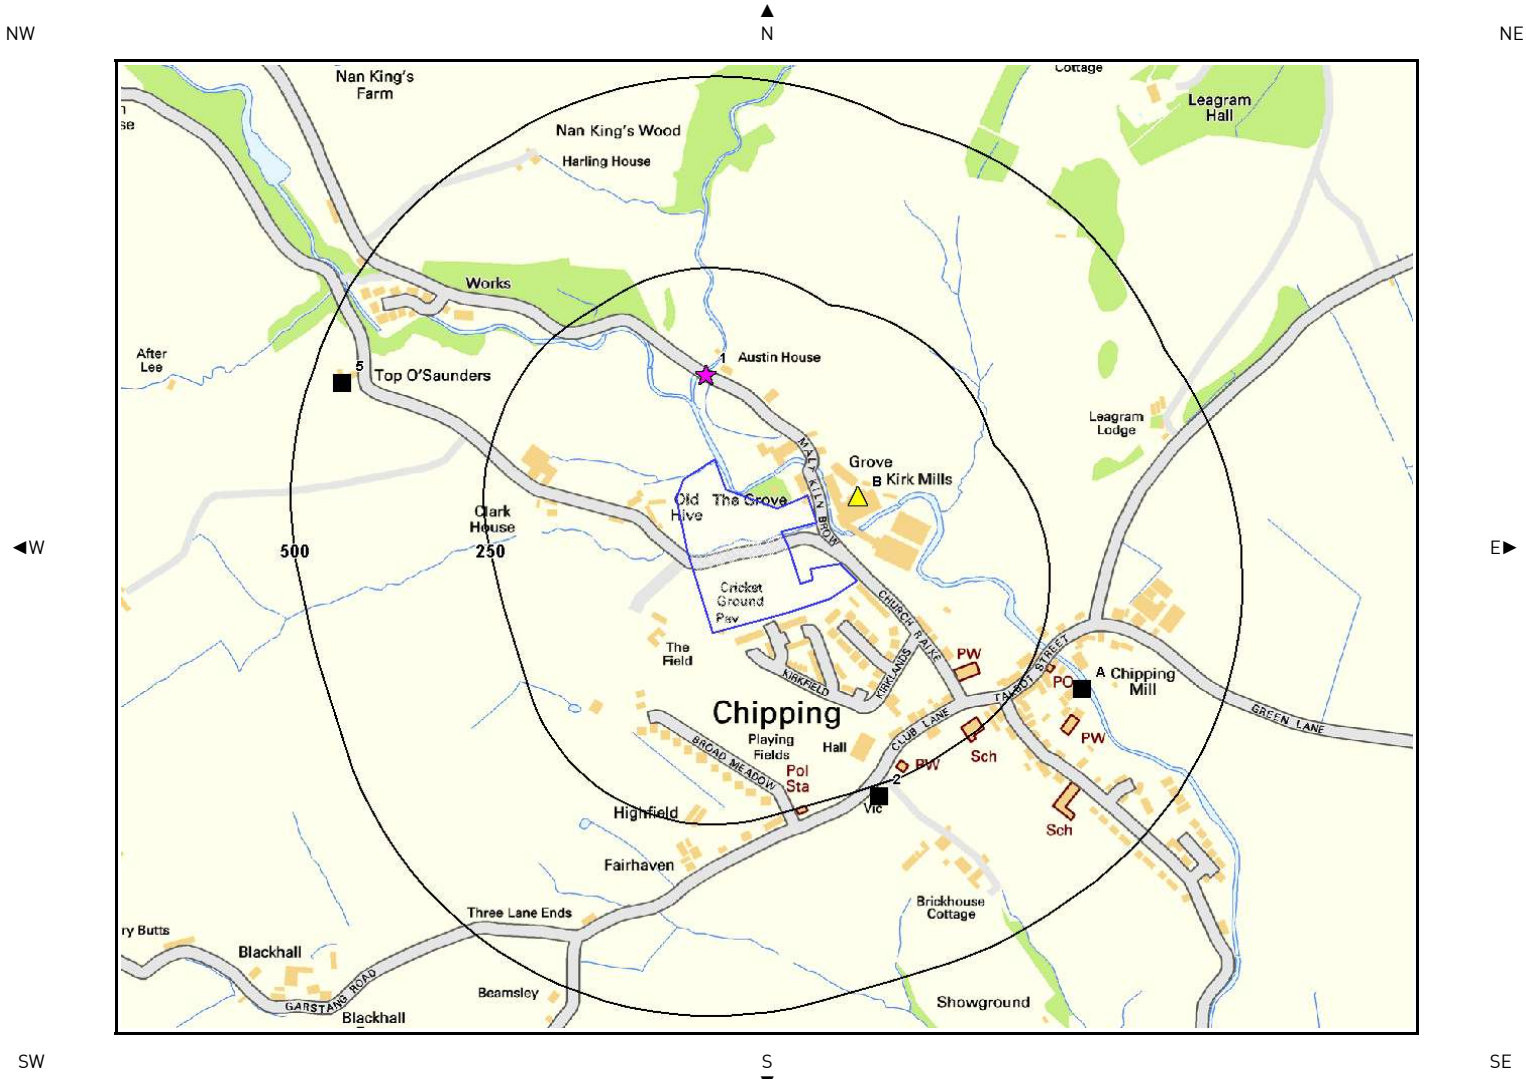 ▲
NW
N
NE
Nan King's
Farm
Cottage
Leagram
Hall
se
Nan King's Wood
Harling House
Works
After
Lee
5
Top O'Saunders
1
Austin House
Leagram
Lodge
MALT KILN BROW
Grove
B Kirk Mills
Old
Hive
The Grove
Clark
House
◀W
500
250
E▶
Cricket
Ground
Pav
CHURCH RAIKE
The
Field
KIRKFIELD
KIRKLANDS
PW
TALBOT STREET
PO
A Chipping
Mill
GREEN LANE
Chipping
Playing
Fields
Hall
CLUB LANE
Sch
PW
BROAD MEADOW
Pol
Sta
PW
2
Vic
Highfield
Sch
Fairhaven
Brickhouse
Cottage
Three Lane Ends
ry Butts
Blackhall
GARSTANG ROAD
Beamsley
Showground
Blackhall
SW
S
SE
▼